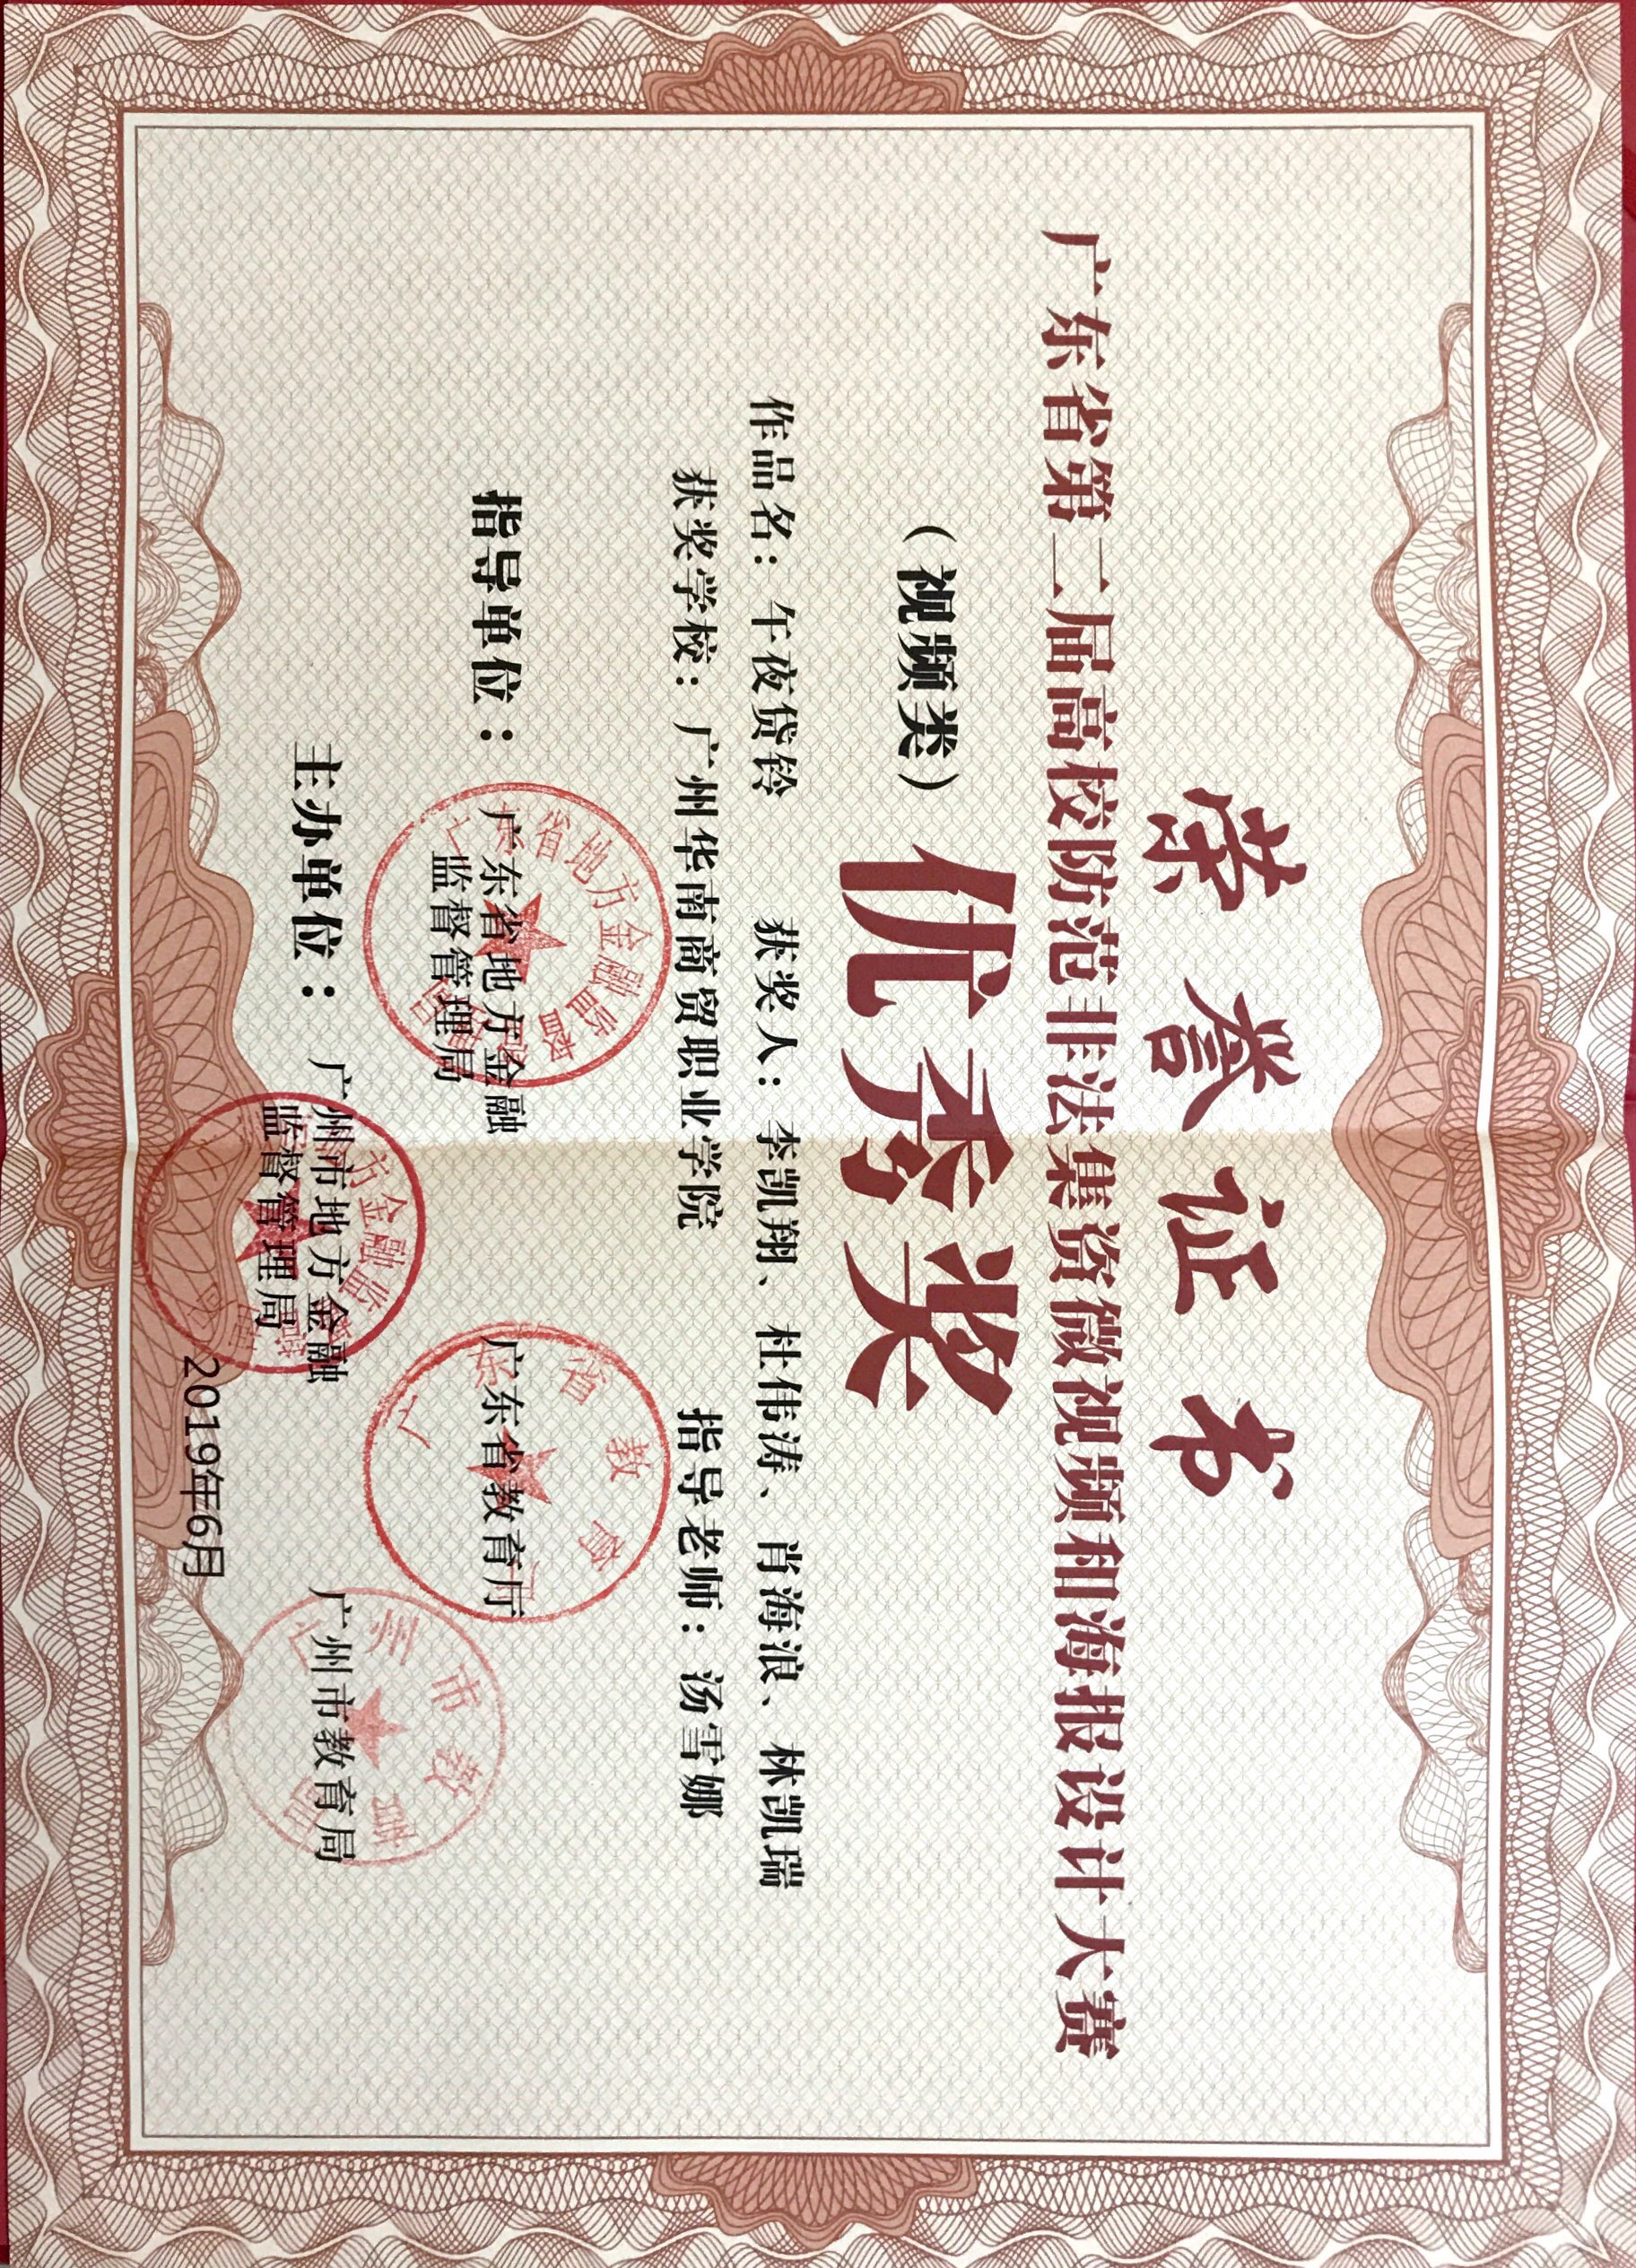 荣誉证书
广东省第二届高校防范非法集资微视频和海报设计大赛
（视频类）优秀奖
作品名：午夜贷铃 获奖人：李凯翔、杜伟涛、肖海浪、林凯瑞
获奖学校：广州华南商贸职业学院 指导老师：汤雪娜
指导单位：广东省地方金融监督管理局 广东省教育厅
主办单位：广州市地方金融监督管理局 广州市教育局
2019年6月